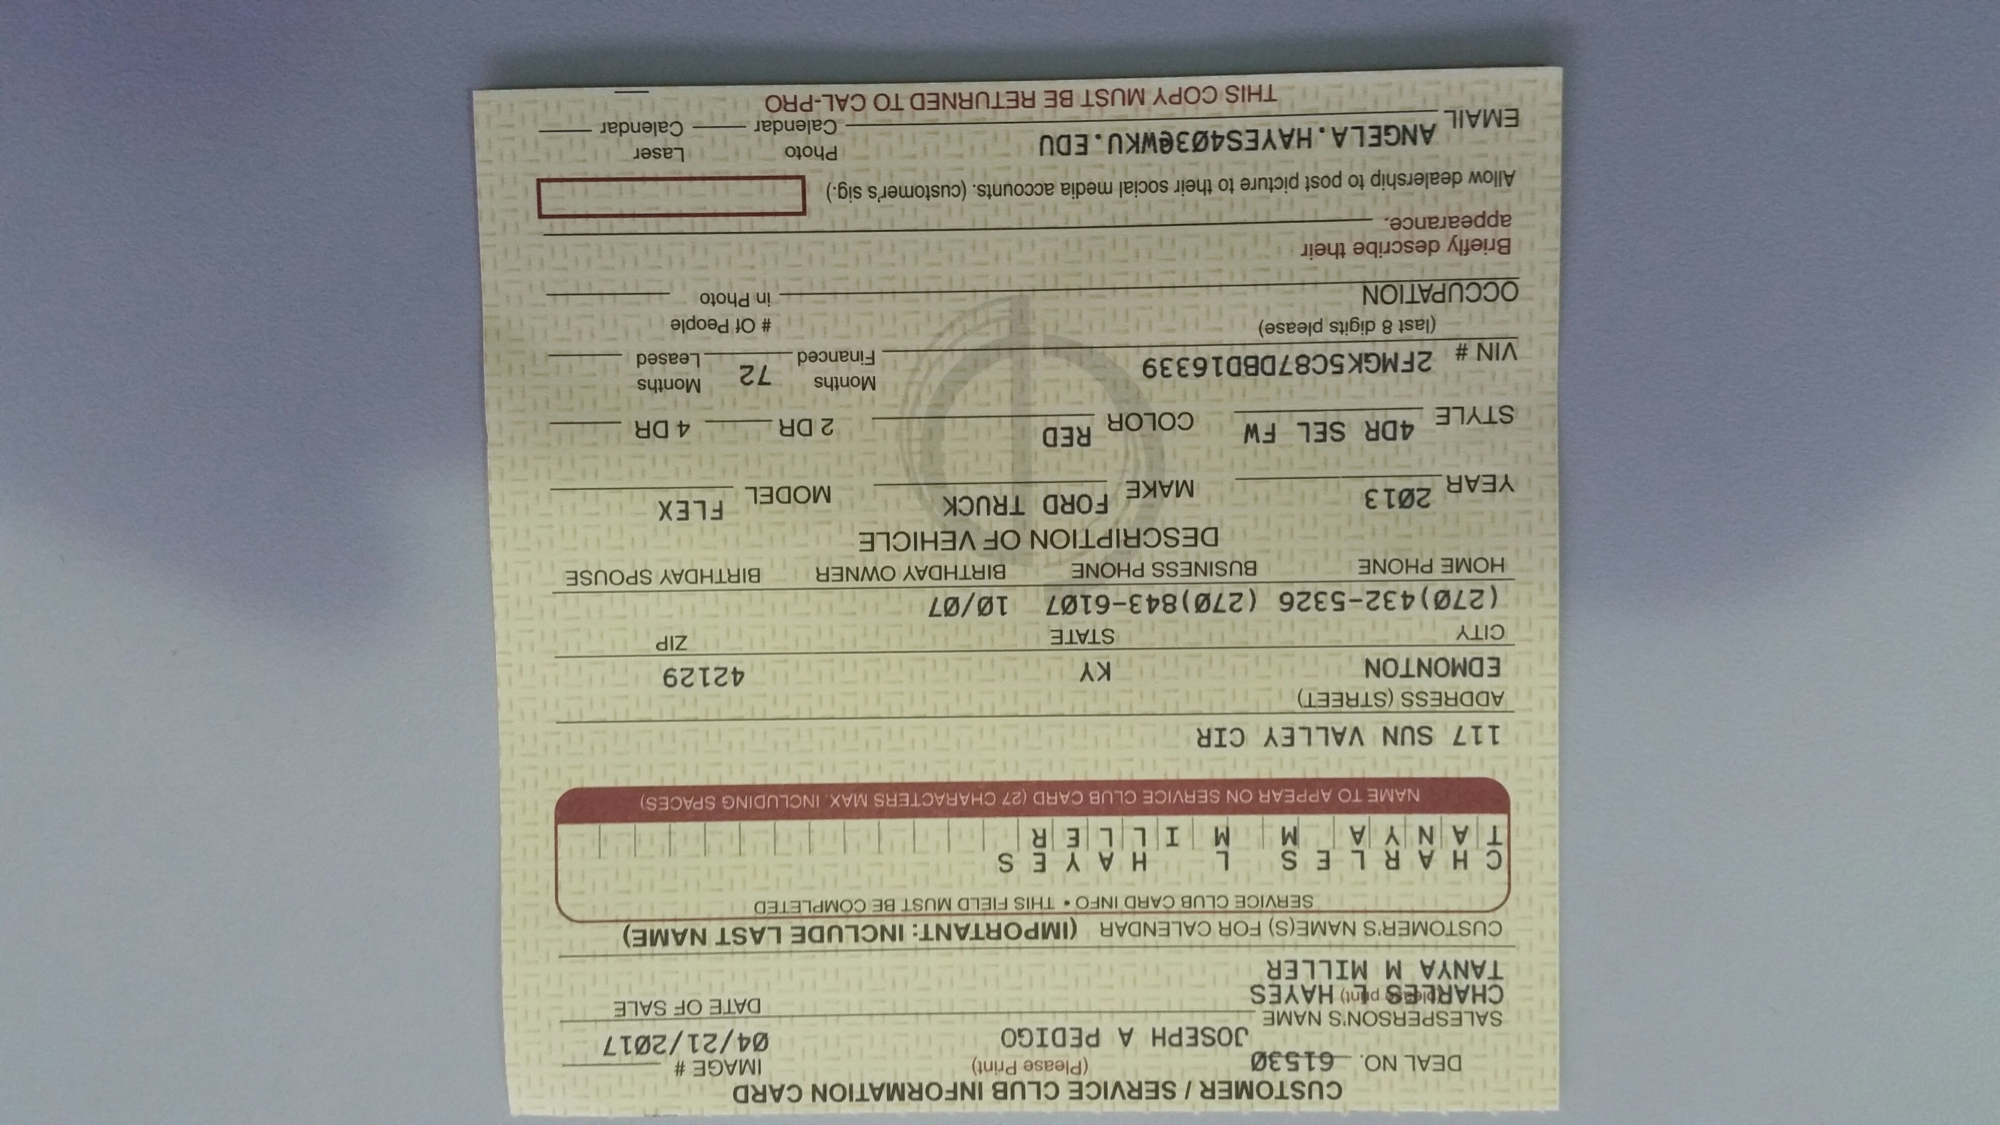 CUSTOMER / SERVICE CLUB INFORMATION CARD
DEAL NO. 61530 (Please Print) IMAGE #
JOSEPH A PEDIGO 04/21/2017
SALESPERSON'S NAME DATE OF SALE
CHARLES L HAYES (please print)
TANYA M MILLER
CUSTOMER'S NAME(S) FOR CALENDAR (IMPORTANT: INCLUDE LAST NAME)
SERVICE CLUB CARD INFO • THIS FIELD MUST BE COMPLETED
CHARLES L HAYES
TANYA M MILLER
NAME TO APPEAR ON SERVICE CLUB CARD (27 CHARACTERS MAX. INCLUDING SPACES)
117 SUN VALLEY CIR
ADDRESS (STREET)
EDMONTON KY 42129
CITY STATE ZIP
(270)432-5326 (270)843-6107 10/07
HOME PHONE BUSINESS PHONE BIRTHDAY OWNER BIRTHDAY SPOUSE
DESCRIPTION OF VEHICLE
YEAR 2013 MAKE FORD TRUCK MODEL FLEX
STYLE 4DR SEL FW COLOR RED 2 DR 4 DR
VIN # 2FMGK5C87DBD16339 Months Financed 72 Months Leased
(last 8 digits please)
OCCUPATION # Of People in Photo
Briefly describe their
appearance.
Allow dealership to post picture to their social media accounts. (customer's sig.)
EMAIL ANGELA.HAYES403@WKU.EDU Photo Calendar Laser Calendar
THIS COPY MUST BE RETURNED TO CAL-PRO